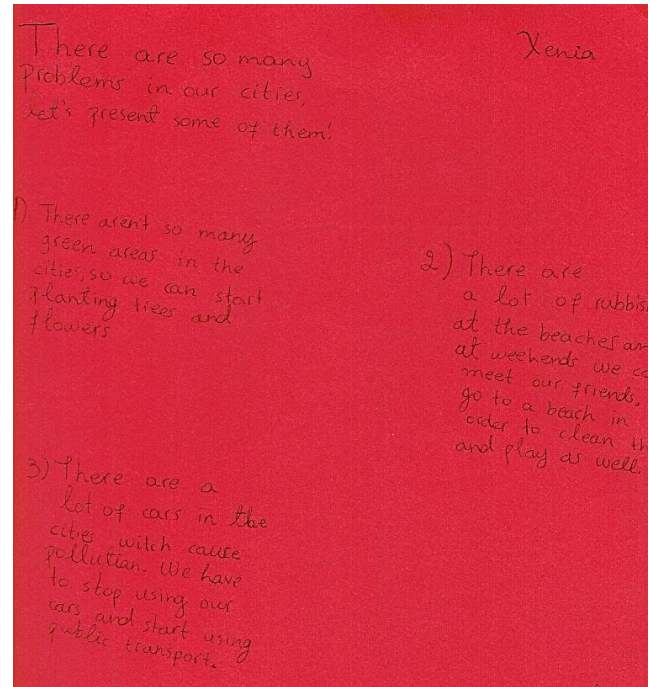 There are so many
problems in our cities,
let's present some of them!
Xenia
1) There aren't so many
green areas in the
cities, so we can start
planting trees and
flowers
2) There are
a lot of rubbis
at the beaches an
at weekends we ca
meet our friends,
go to a beach in
order to clean th
and play as well.
3) There are a
lot of cars in the
cities witch cause
pollutian. We have
to stop using our
cars and start using
public transport.